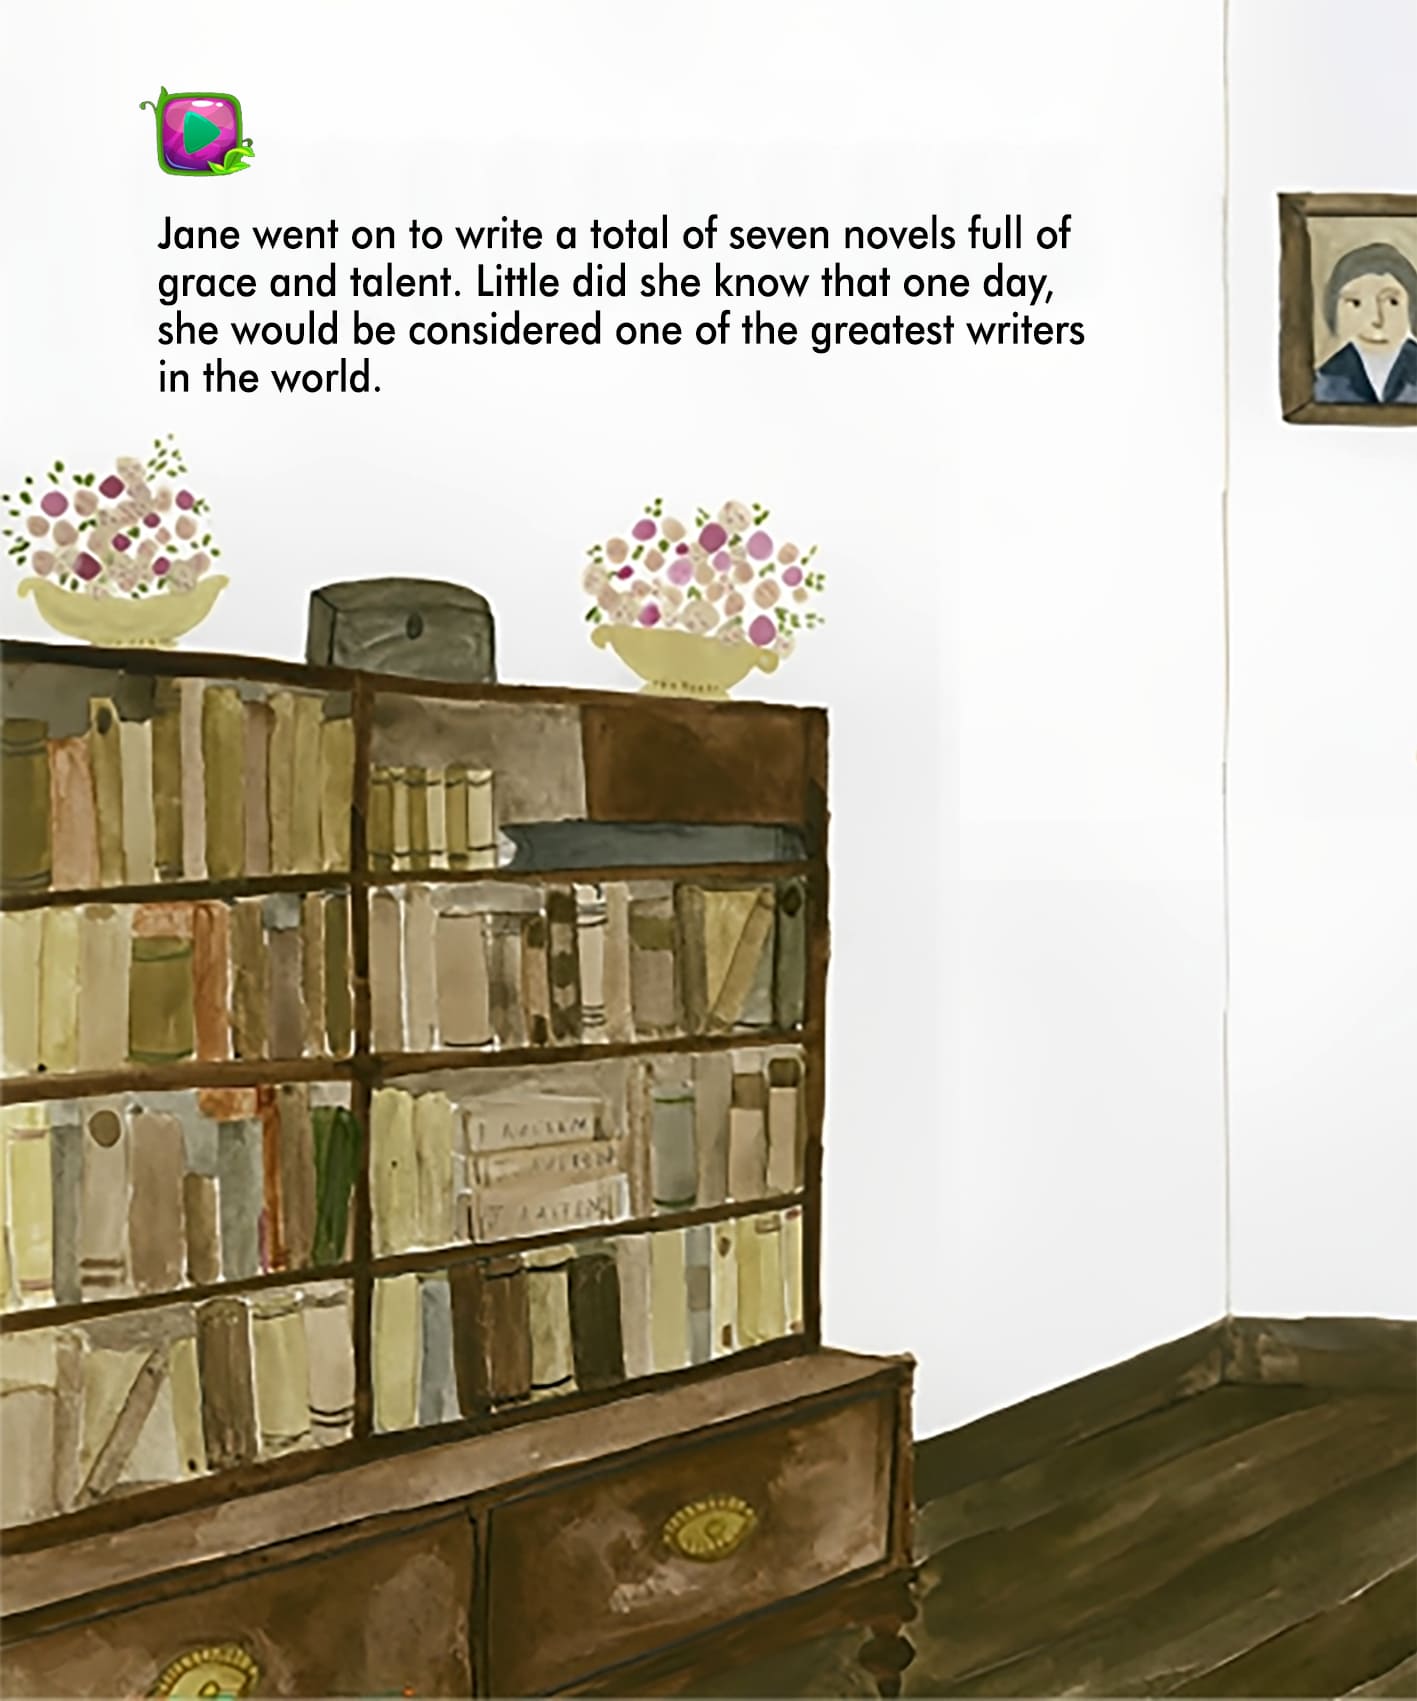 Jane went on to write a total of seven novels full of
grace and talent. Little did she know that one day,
she would be considered one of the greatest writers
in the world.